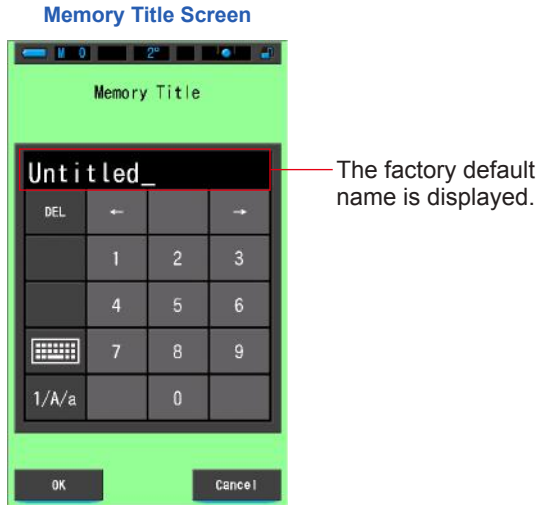 Memory Title Screen
M 0 2°
Memory Title
Untitled_
The factory default
name is displayed.
DEL ← →
1 2 3
4 5 6
7 8 9
1/A/a 0
OK Cancel